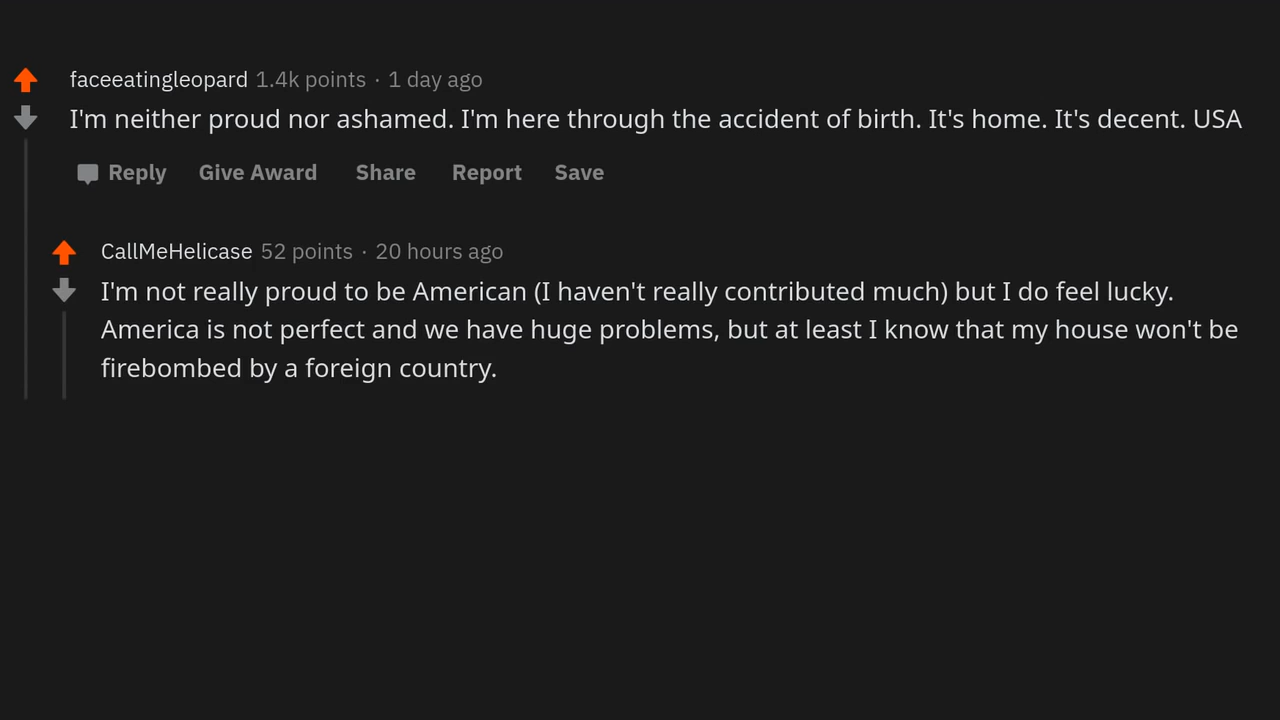 faceeatingleopard 1.4k points · 1 day ago
I'm neither proud nor ashamed. I'm here through the accident of birth. It's home. It's decent. USA
Reply Give Award Share Report Save
CallMeHelicase 52 points · 20 hours ago
I'm not really proud to be American (I haven't really contributed much) but I do feel lucky.
America is not perfect and we have huge problems, but at least I know that my house won't be
firebombed by a foreign country.